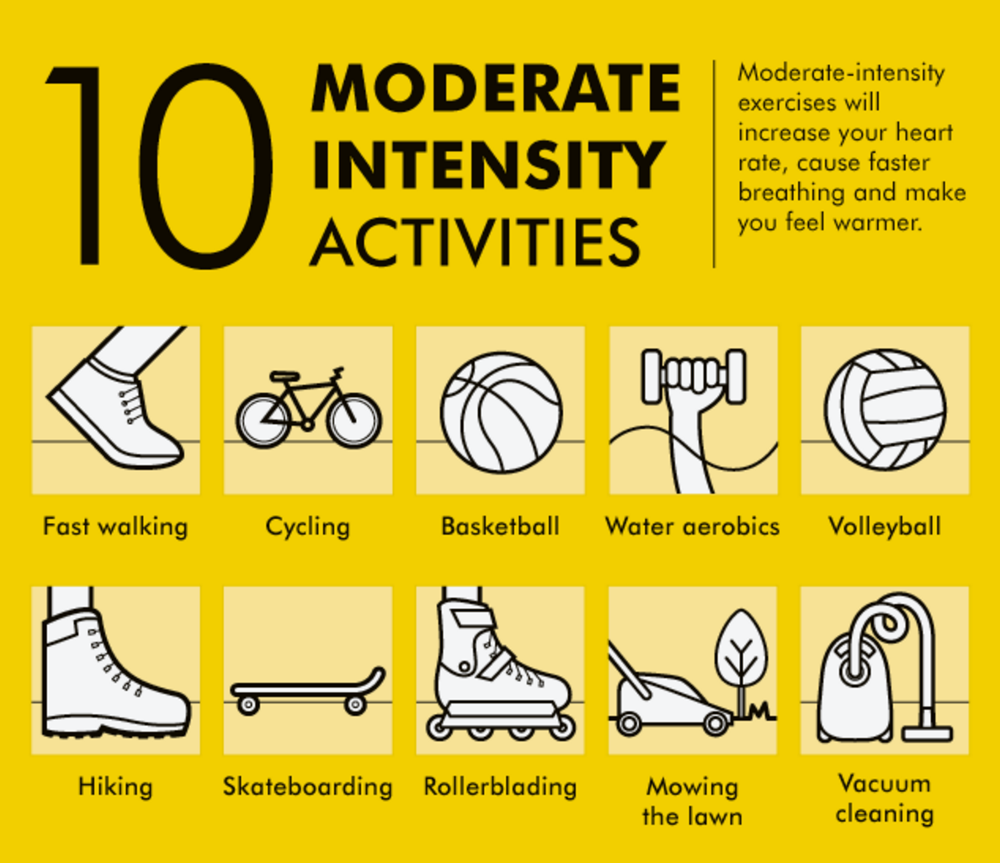 10
MODERATE
INTENSITY
ACTIVITIES
Moderate-intensity
exercises will
increase your heart
rate, cause faster
breathing and make
you feel warmer.
Fast walking
Cycling
Basketball
Water aerobics
Volleyball
Hiking
Skateboarding
Rollerblading
Mowing
the lawn
Vacuum
cleaning